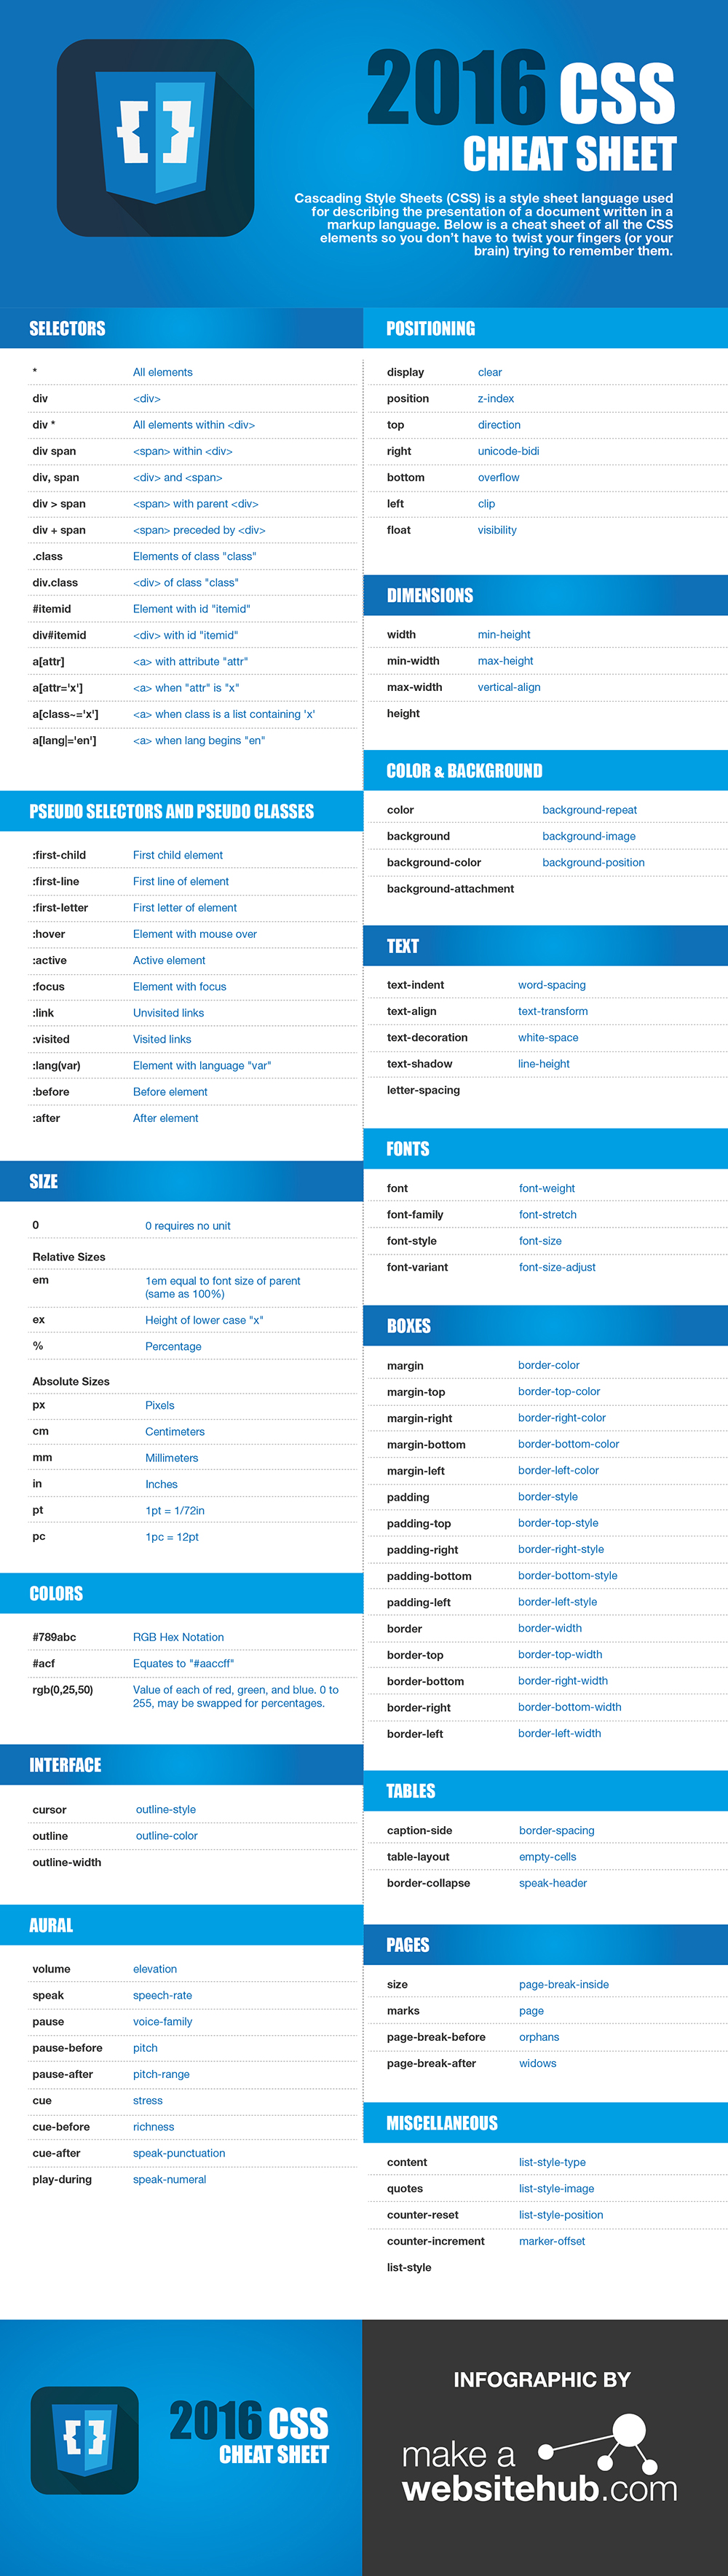 2016 CSS
CHEAT SHEET
Cascading Style Sheets (CSS) is a style sheet language used
for describing the presentation of a document written in a
markup language. Below is a cheat sheet of all the CSS
elements so you don't have to twist your fingers (or your
brain) trying to remember them.
SELECTORS
* All elements
div <div>
div * All elements within <div>
div span <span> within <div>
div, span <div> and <span>
div > span <span> with parent <div>
div + span <span> preceded by <div>
.class Elements of class "class"
div.class <div> of class "class"
#itemid Element with id "itemid"
div#itemid <div> with id "itemid"
a[attr] <a> with attribute "attr"
a[attr='x'] <a> when "attr" is "x"
a[class~='x'] <a> when class is a list containing 'x'
a[lang|='en'] <a> when lang begins "en"
PSEUDO SELECTORS AND PSEUDO CLASSES
:first-child First child element
:first-line First line of element
:first-letter First letter of element
:hover Element with mouse over
:active Active element
:focus Element with focus
:link Unvisited links
:visited Visited links
:lang(var) Element with language "var"
:before Before element
:after After element
SIZE
0 0 requires no unit
Relative Sizes
em 1em equal to font size of parent
(same as 100%)
ex Height of lower case "x"
% Percentage
Absolute Sizes
px Pixels
cm Centimeters
mm Millimeters
in Inches
pt 1pt = 1/72in
pc 1pc = 12pt
COLORS
#789abc RGB Hex Notation
#acf Equates to "#aaccff"
rgb(0,25,50) Value of each of red, green, and blue. 0 to
255, may be swapped for percentages.
INTERFACE
cursor outline-style
outline outline-color
outline-width
AURAL
volume elevation
speak speech-rate
pause voice-family
pause-before pitch
pause-after pitch-range
cue stress
cue-before richness
cue-after speak-punctuation
play-during speak-numeral
POSITIONING
display clear
position z-index
top direction
right unicode-bidi
bottom overflow
left clip
float visibility
DIMENSIONS
width min-height
min-width max-height
max-width vertical-align
height
COLOR & BACKGROUND
color background-repeat
background background-image
background-color background-position
background-attachment
TEXT
text-indent word-spacing
text-align text-transform
text-decoration white-space
text-shadow line-height
letter-spacing
FONTS
font font-weight
font-family font-stretch
font-style font-size
font-variant font-size-adjust
BOXES
margin border-color
margin-top border-top-color
margin-right border-right-color
margin-bottom border-bottom-color
margin-left border-left-color
padding border-style
padding-top border-top-style
padding-right border-right-style
padding-bottom border-bottom-style
padding-left border-left-style
border border-width
border-top border-top-width
border-bottom border-right-width
border-right border-bottom-width
border-left border-left-width
TABLES
caption-side border-spacing
table-layout empty-cells
border-collapse speak-header
PAGES
size page-break-inside
marks page
page-break-before orphans
page-break-after widows
MISCELLANEOUS
content list-style-type
quotes list-style-image
counter-reset list-style-position
counter-increment marker-offset
list-style
2016 CSS
CHEAT SHEET
INFOGRAPHIC BY
make a
websitehub.com